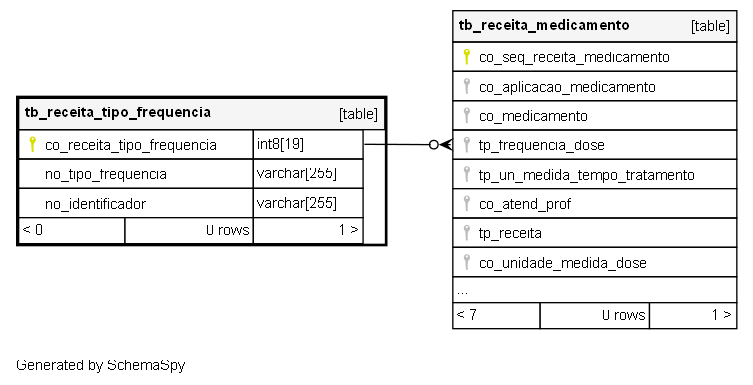 tb_receita_medicamento [table]
co_seq_receita_medicamento
co_aplicacao_medicamento
co_medicamento
tp_frequencia_dose
tp_un_medida_tempo_tratamento
co_atend_prof
tp_receita
co_unidade_medida_dose
...
< 7 0 rows 1 >
tb_receita_tipo_frequencia [table]
co_receita_tipo_frequencia int8[19]
no_tipo_frequencia varchar[255]
no_identificador varchar[255]
< 0 0 rows 1 >
Generated by SchemaSpy